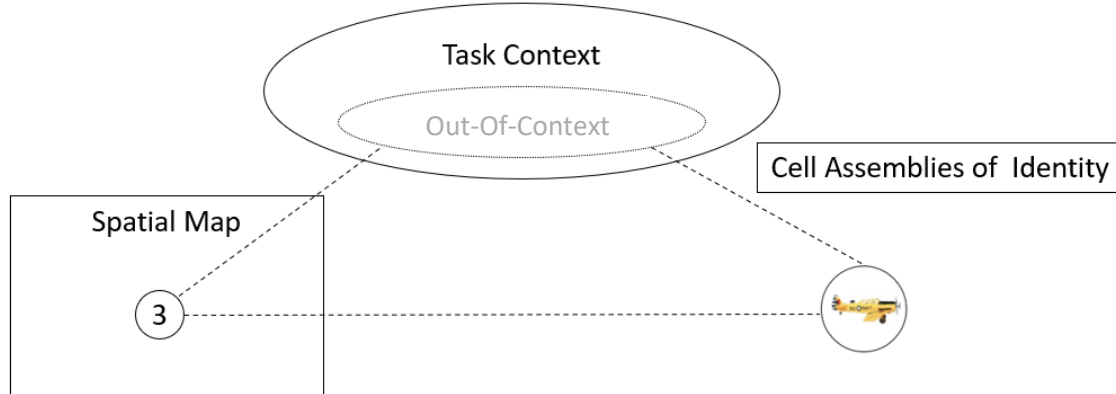 Task Context
Out-Of-Context
Cell Assemblies of Identity
Spatial Map
3